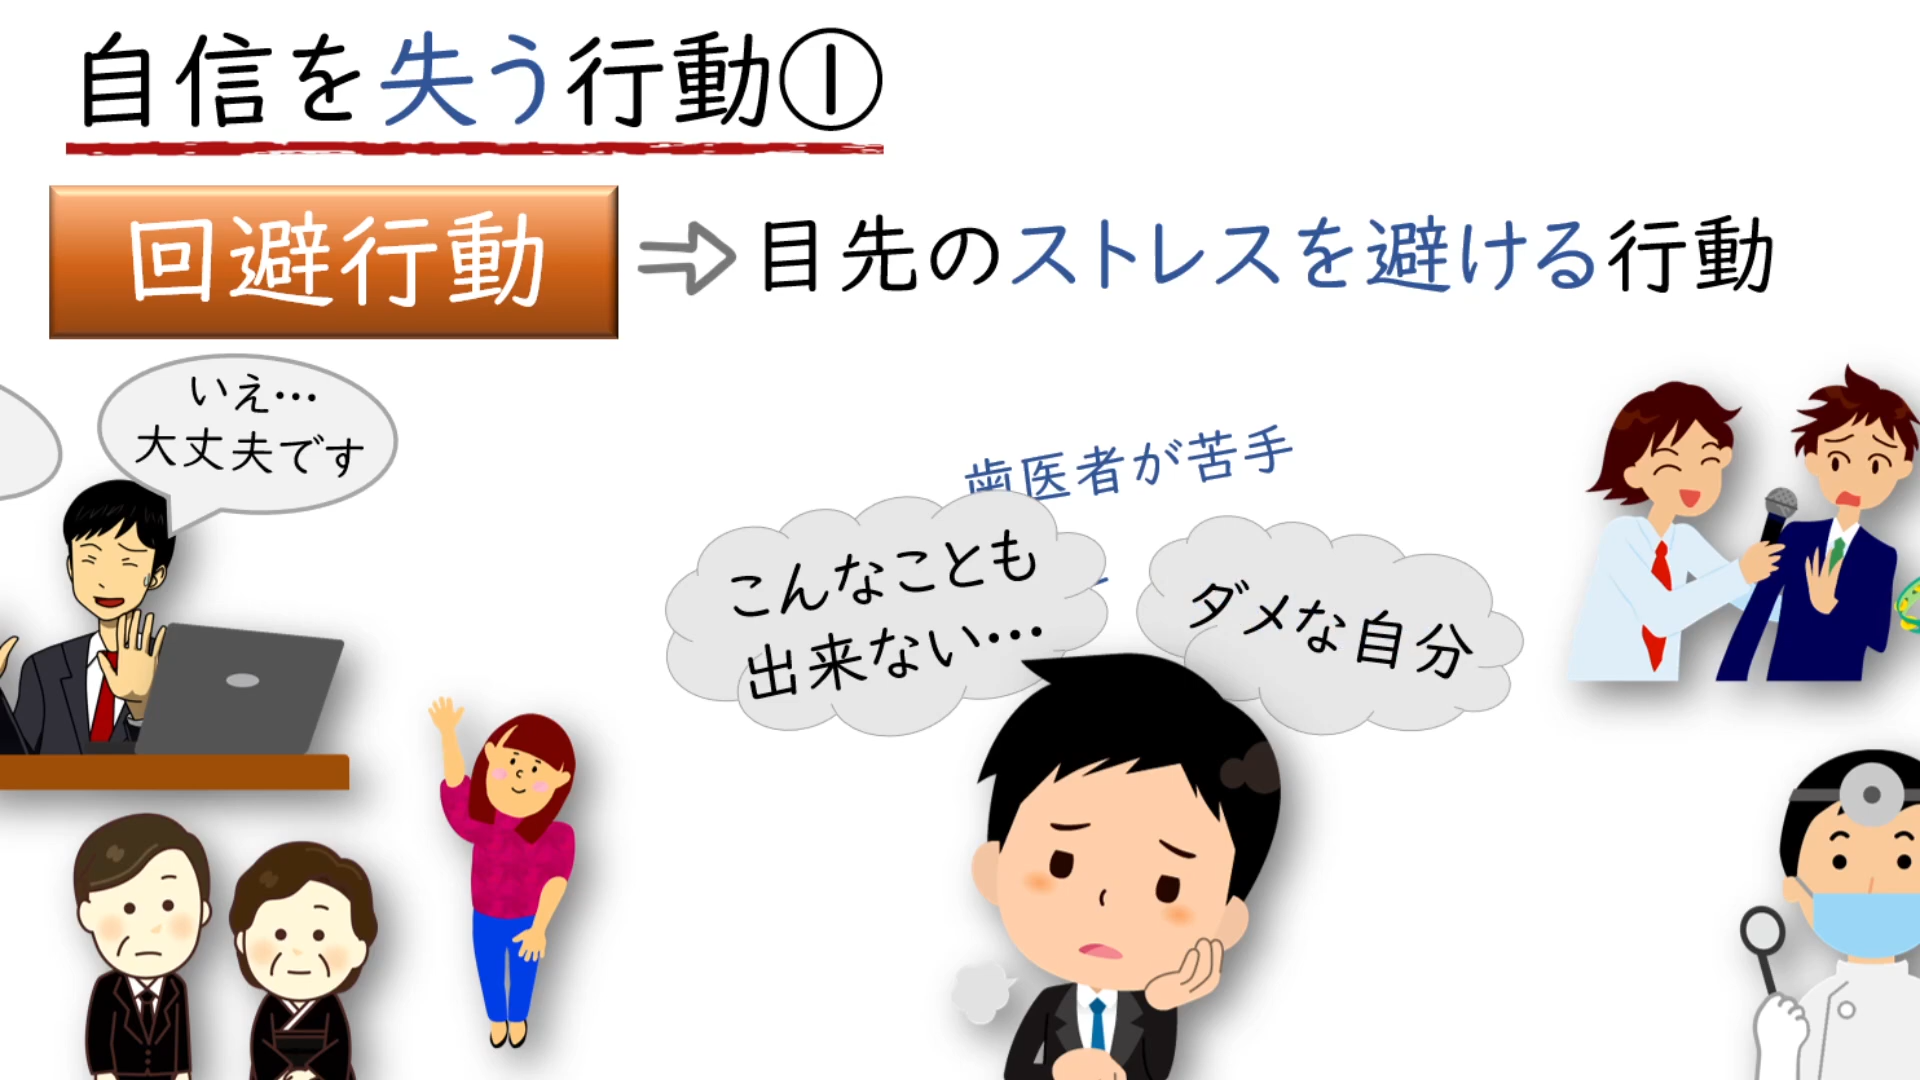 自信を失う行動①
回避行動
目先のストレスを避ける行動
いえ…
大丈夫です
歯医者が苦手
こんなことも
出来ない…
ダメな自分